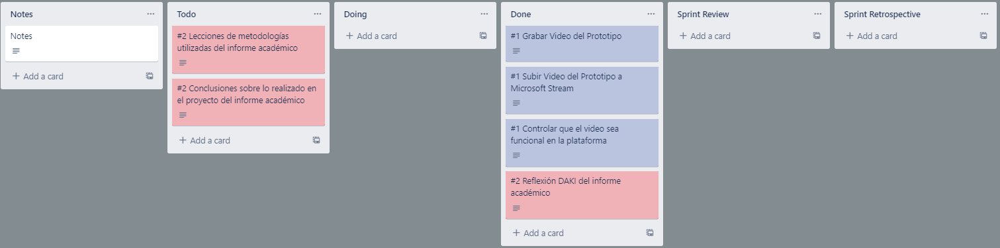 Notes
Notes
+ Add a card
Todo
#2 Lecciones de metodologías
utilizadas del informe académico
#2 Conclusiones sobre lo realizado en
el proyecto del informe académico
+ Add a card
Doing
+ Add a card
Done
#1 Grabar Video del Prototipo
#1 Subir Video del Prototipo a
Microsoft Stream
#1 Controlar que el video sea
funcional en la plataforma
#2 Reflexión DAKI del informe
académico
+ Add a card
Sprint Review
+ Add a card
Sprint Retrospective
+ Add a card